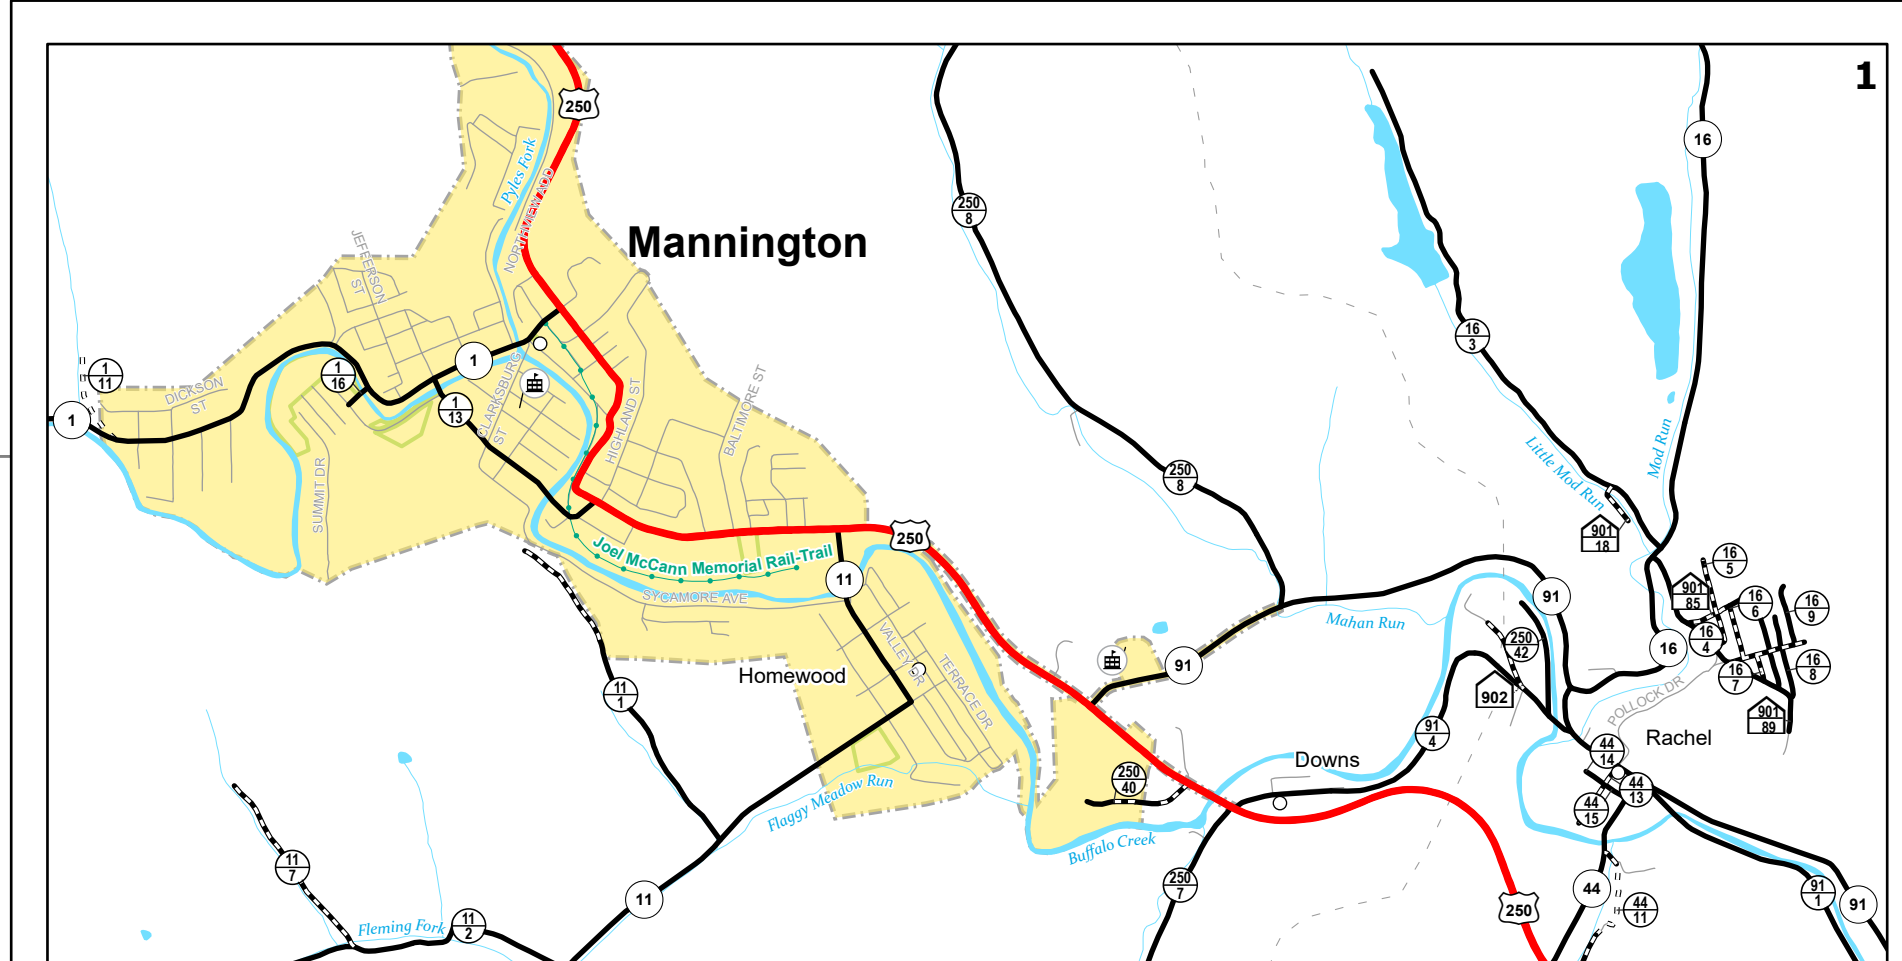 1
250
Pyles Fork
NORTHVIEW ADD
Mannington
JEFFERSON
ST
250
8
16
16
3
1
11
DICKSON
ST
1
1
16
1
1
13
CLARKSBURG
ST
HIGHLAND ST
BALTIMORE ST
SUMMIT DR
250
8
Little Mod Run
Mod Run
901
18
250
Joel McCann Memorial Rail-Trail
11
SYCAMORE AVE
VALLEY DR
TERRACE DR
Homewood
91
Mahan Run
91
250
42
902
16
5
901
85
16
6
16
9
16
4
16
16
7
16
8
901
89
POLLOCK DR
Rachel
11
1
91
4
Downs
250
40
44
14
44
13
44
15
Flaggy Meadow Run
Buffalo Creek
11
7
11
250
7
250
44
44
11
91
1
91
Fleming Fork
11
2